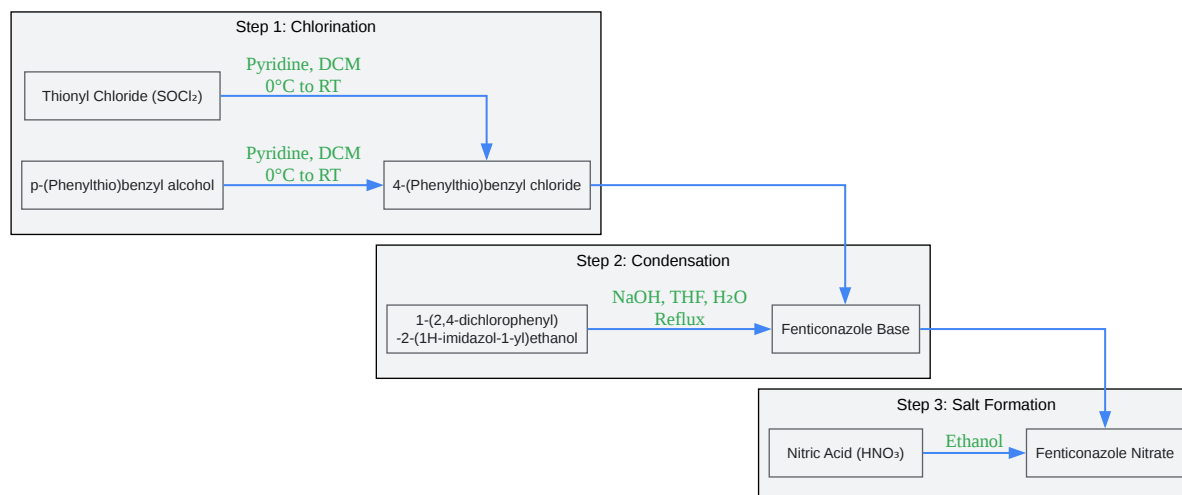 Step 1: Chlorination
Pyridine, DCM
0°C to RT
Thionyl Chloride (SOCl₂)
Pyridine, DCM
0°C to RT
p-(Phenylthio)benzyl alcohol
4-(Phenylthio)benzyl chloride
Step 2: Condensation
NaOH, THF, H₂O
Reflux
1-(2,4-dichlorophenyl)
-2-(1H-imidazol-1-yl)ethanol
Fenticonazole Base
Step 3: Salt Formation
Nitric Acid (HNO₃)
Ethanol
Fenticonazole Nitrate